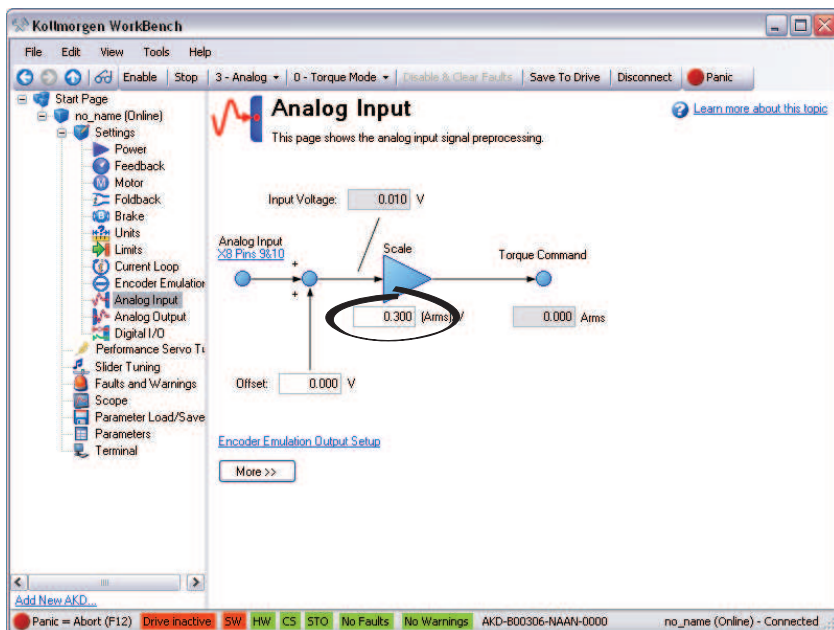 Kollmorgen WorkBench
File Edit View Tools Help
Enable Stop 3 - Analog 0 - Torque Mode Disable & Clear Faults Save To Drive Disconnect Panic
Start Page
no_name (Online)
Settings
Power
Feedback
Motor
Foldback
Brake
Units
Limits
Current Loop
Encoder Emulation
Analog Input
Analog Output
Digital I/O
Performance Servo Tu
Slider Tuning
Faults and Warnings
Scope
Parameter Load/Save
Parameters
Terminal
Add New AKD...
Analog Input
Learn more about this topic
This page shows the analog input signal preprocessing.
Input Voltage: 0.010 V
Analog Input
X8 Pins 9&10
Scale
Torque Command
+
+
0.300 (Arms)/V
0.000 Arms
Offset: 0.000 V
Encoder Emulation Output Setup
More >>
Panic = Abort (F12) Drive inactive SW HW CS STO No Faults No Warnings AKD-B00306-NAAN-0000 no_name (Online) - Connected